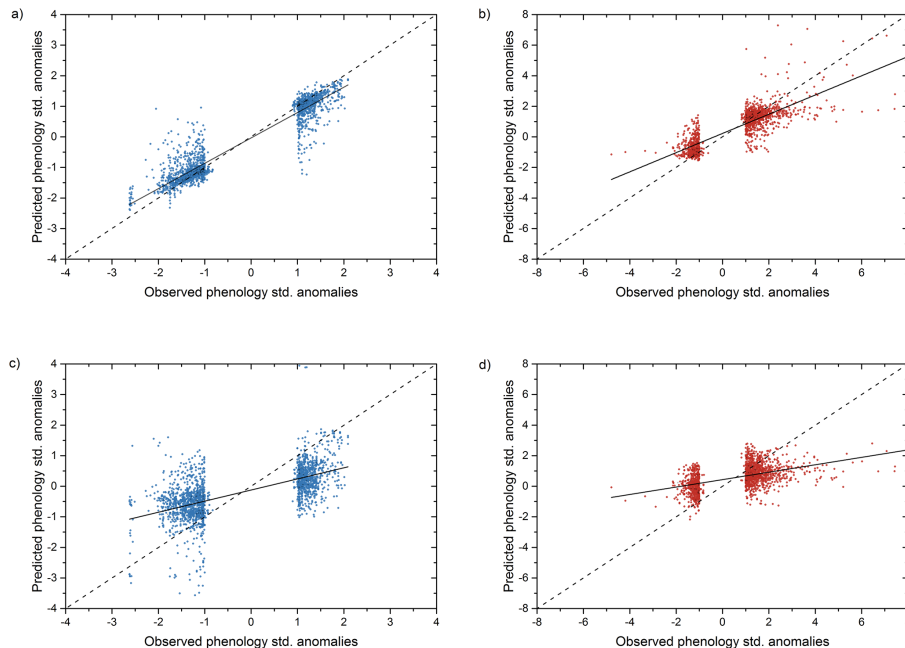 a)
4
3
2
1
0
-1
-2
-3
-4
-4 -3 -2 -1 0 1 2 3 4
Predicted phenology std. anomalies
Observed phenology std. anomalies
b)
8
6
4
2
0
-2
-4
-6
-8
-8 -6 -4 -2 0 2 4 6 8
Predicted phenology std. anomalies
Observed phenology std. anomalies
c)
4
3
2
1
0
-1
-2
-3
-4
-4 -3 -2 -1 0 1 2 3 4
Predicted phenology std. anomalies
Observed phenology std. anomalies
d)
8
6
4
2
0
-2
-4
-6
-8
-8 -6 -4 -2 0 2 4 6 8
Predicted phenology std. anomalies
Observed phenology std. anomalies